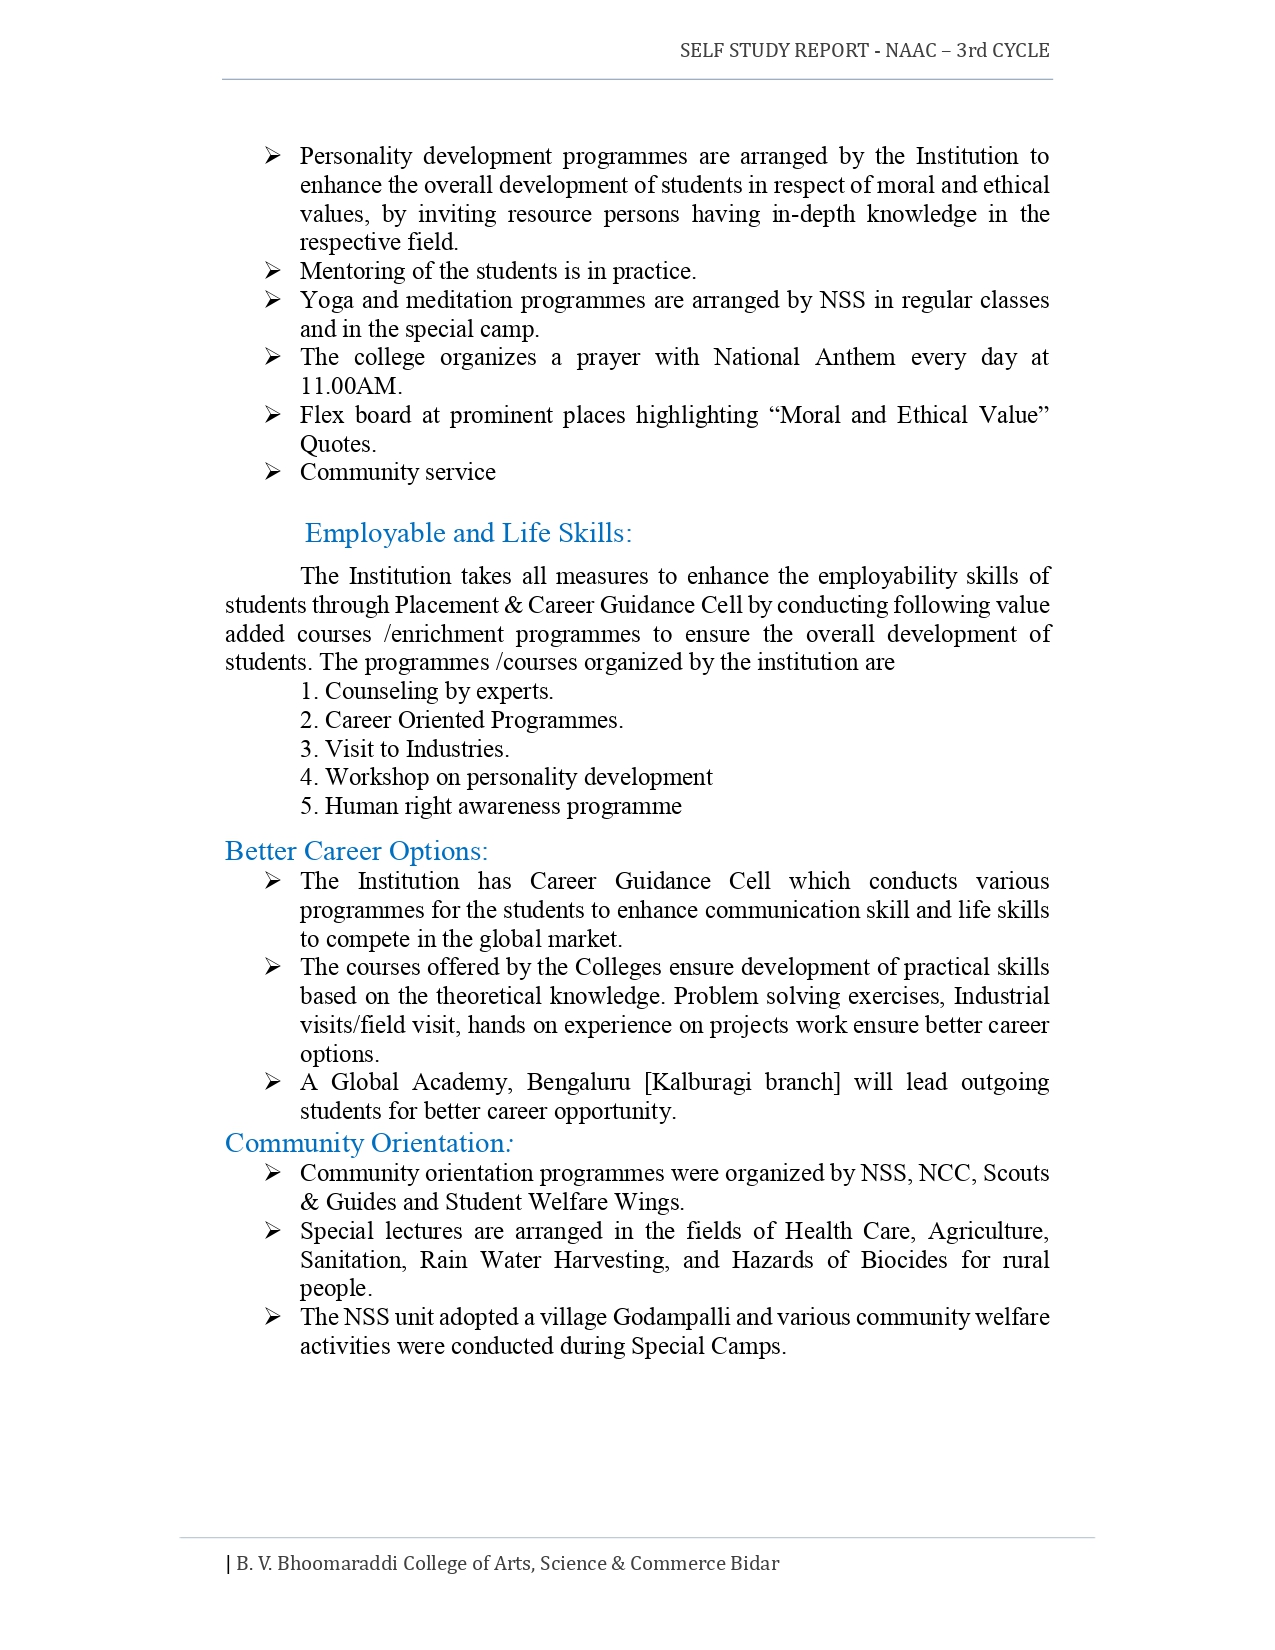 SELF STUDY REPORT - NAAC – 3rd CYCLE
➢ Personality development programmes are arranged by the Institution to
enhance the overall development of students in respect of moral and ethical
values, by inviting resource persons having in-depth knowledge in the
respective field.
➢ Mentoring of the students is in practice.
➢ Yoga and meditation programmes are arranged by NSS in regular classes
and in the special camp.
➢ The college organizes a prayer with National Anthem every day at
11.00AM.
➢ Flex board at prominent places highlighting “Moral and Ethical Value”
Quotes.
➢ Community service
Employable and Life Skills:
The Institution takes all measures to enhance the employability skills of
students through Placement & Career Guidance Cell by conducting following value
added courses /enrichment programmes to ensure the overall development of
students. The programmes /courses organized by the institution are
1. Counseling by experts.
2. Career Oriented Programmes.
3. Visit to Industries.
4. Workshop on personality development
5. Human right awareness programme
Better Career Options:
➢ The Institution has Career Guidance Cell which conducts various
programmes for the students to enhance communication skill and life skills
to compete in the global market.
➢ The courses offered by the Colleges ensure development of practical skills
based on the theoretical knowledge. Problem solving exercises, Industrial
visits/field visit, hands on experience on projects work ensure better career
options.
➢ A Global Academy, Bengaluru [Kalburagi branch] will lead outgoing
students for better career opportunity.
Community Orientation:
➢ Community orientation programmes were organized by NSS, NCC, Scouts
& Guides and Student Welfare Wings.
➢ Special lectures are arranged in the fields of Health Care, Agriculture,
Sanitation, Rain Water Harvesting, and Hazards of Biocides for rural
people.
➢ The NSS unit adopted a village Godampalli and various community welfare
activities were conducted during Special Camps.
| B. V. Bhoomaraddi College of Arts, Science & Commerce Bidar